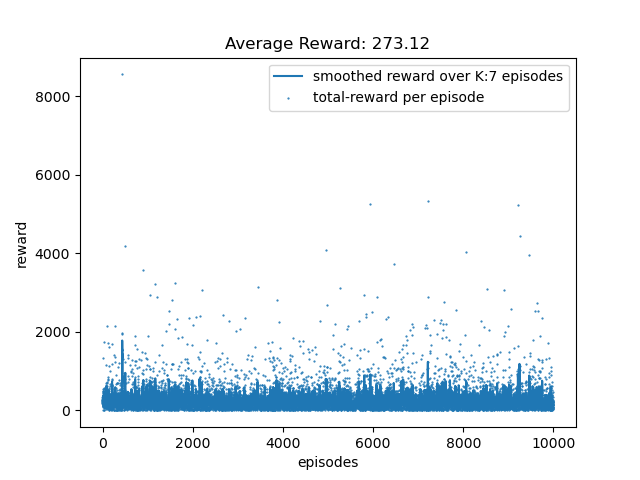 Average Reward: 273.12
smoothed reward over K:7 episodes
total-reward per episode
8000
6000
4000
2000
0
reward
0 2000 4000 6000 8000 10000
episodes